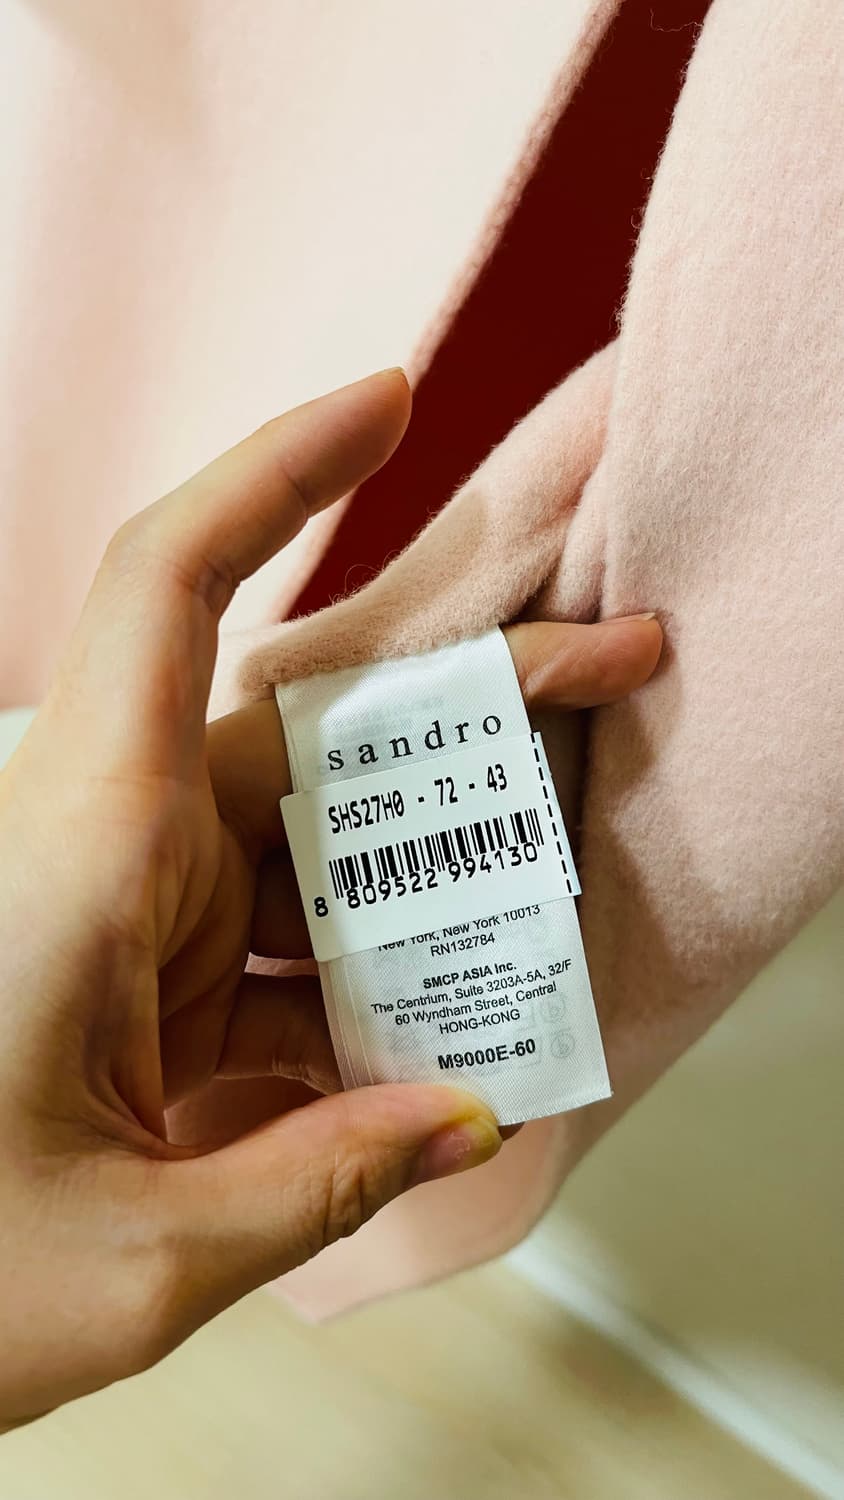 sandro
SHS27H0 - 72 - 43
8 809522 994130
New York, New York 10013
RN132784
SMCP ASIA Inc.
The Centrium, Suite 3203A-5A, 32/F
60 Wyndham Street, Central
HONG-KONG
M9000E-60